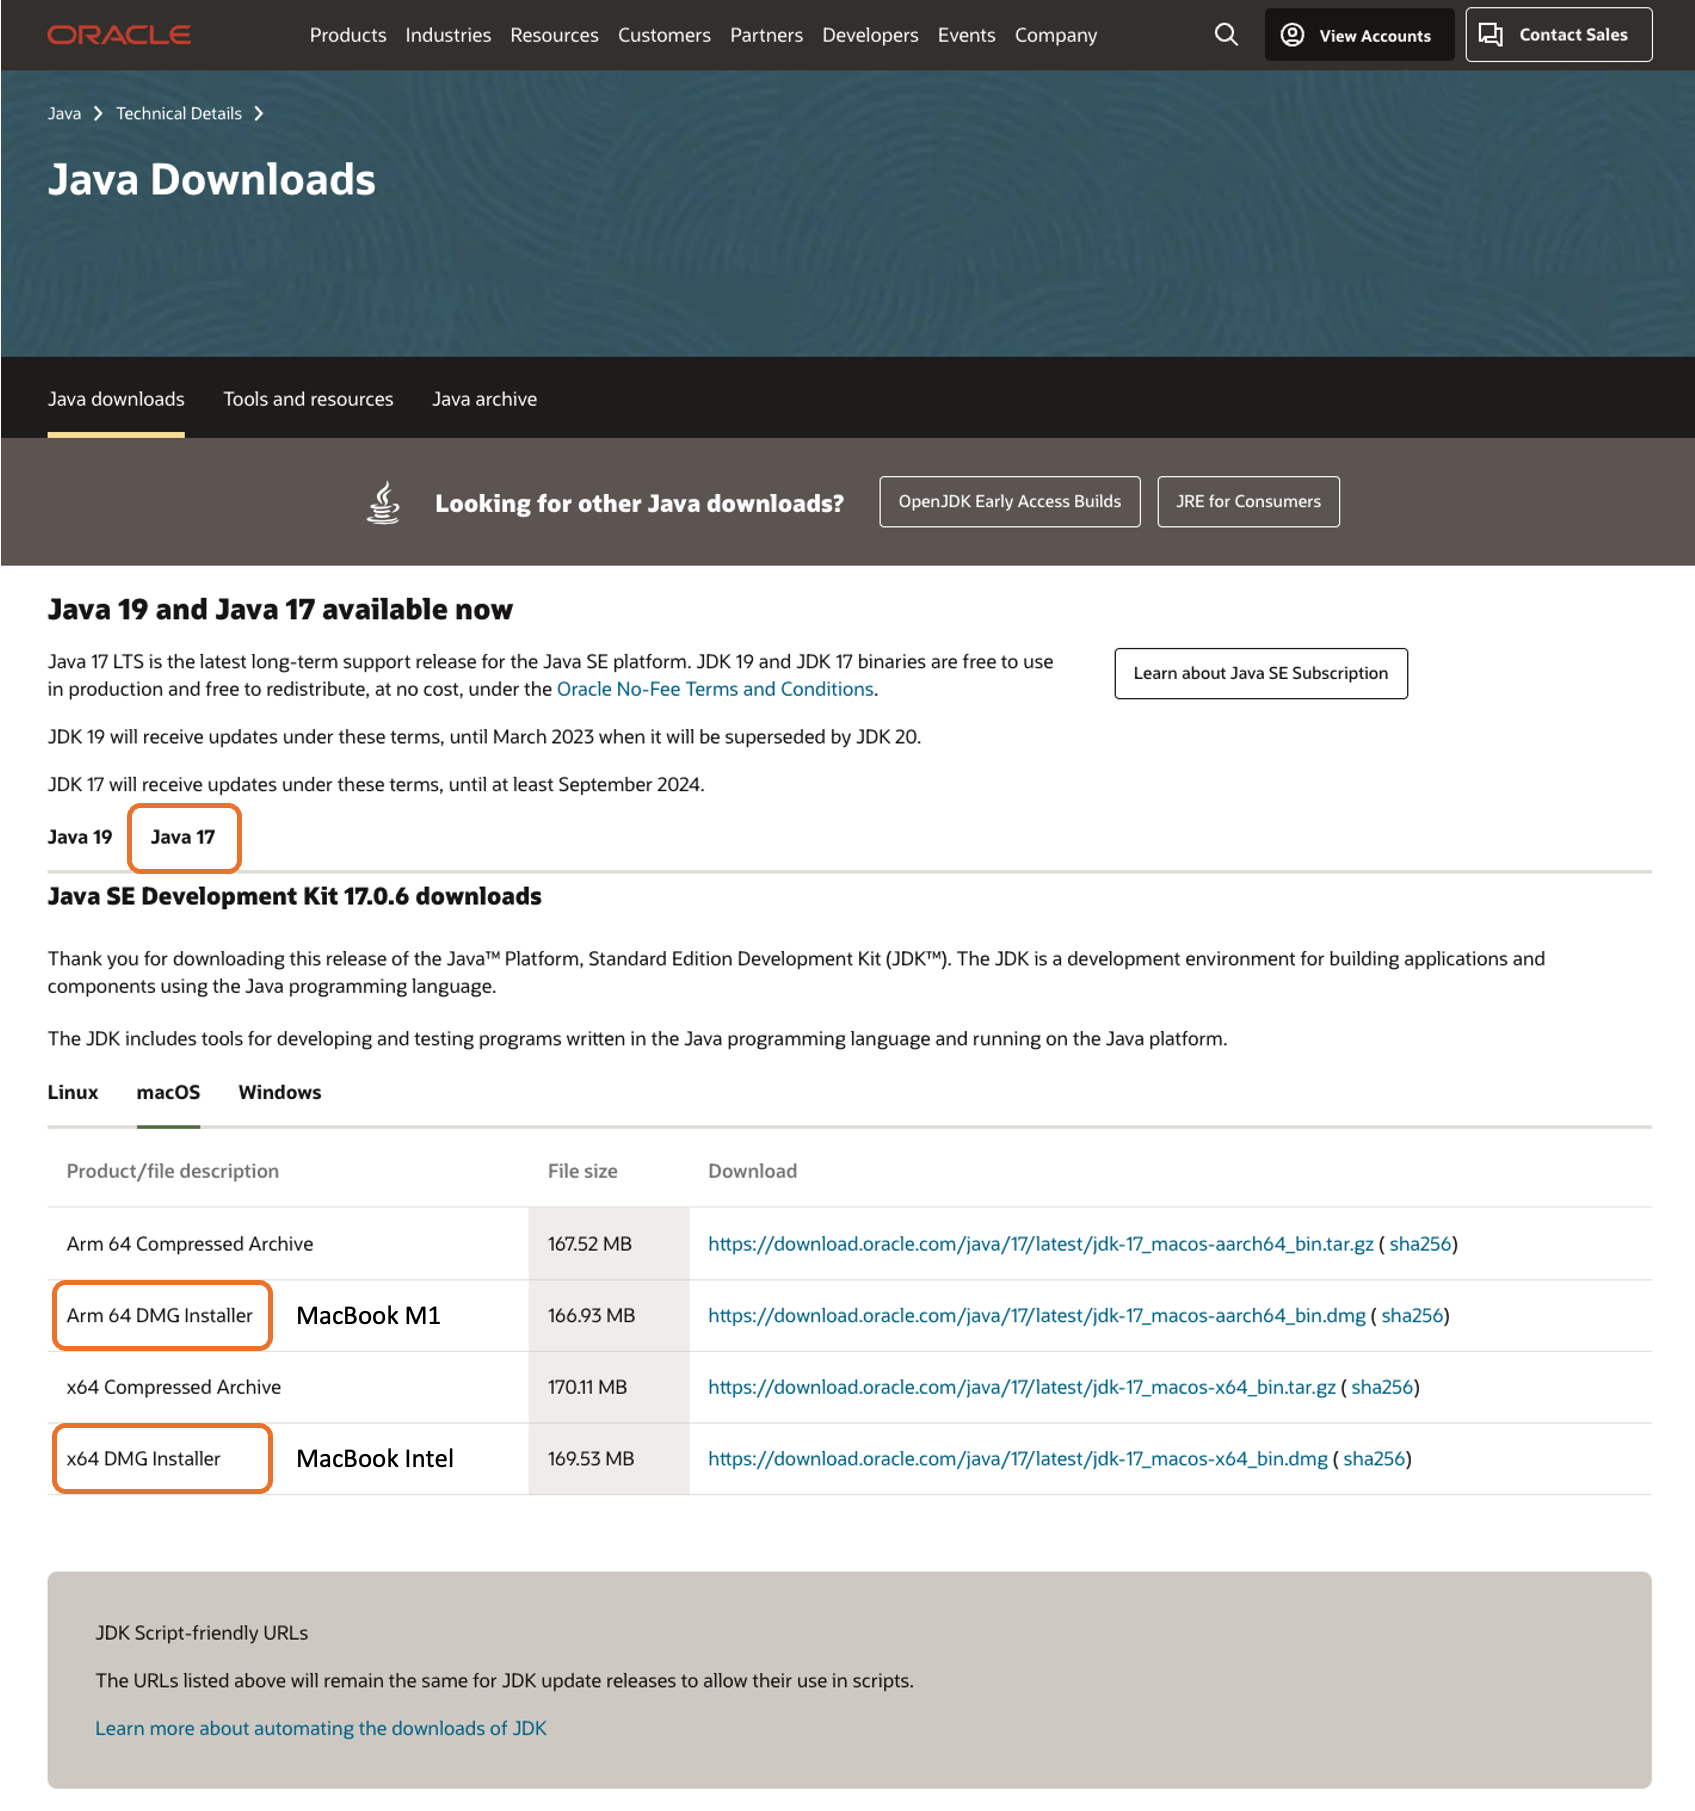 ORACLE
Products Industries Resources Customers Partners Developers Events Company
View Accounts
Contact Sales
Java Technical Details
Java Downloads
Java downloads Tools and resources Java archive
Looking for other Java downloads?
OpenJDK Early Access Builds
JRE for Consumers
Java 19 and Java 17 available now
Java 17 LTS is the latest long-term support release for the Java SE platform. JDK 19 and JDK 17 binaries are free to use
in production and free to redistribute, at no cost, under the Oracle No-Fee Terms and Conditions.
Learn about Java SE Subscription
JDK 19 will receive updates under these terms, until March 2023 when it will be superseded by JDK 20.
JDK 17 will receive updates under these terms, until at least September 2024.
Java 19 Java 17
Java SE Development Kit 17.0.6 downloads
Thank you for downloading this release of the Java™ Platform, Standard Edition Development Kit (JDK™). The JDK is a development environment for building applications and
components using the Java programming language.
The JDK includes tools for developing and testing programs written in the Java programming language and running on the Java platform.
Linux macOS Windows
Product/file description File size Download
Arm 64 Compressed Archive 167.52 MB https://download.oracle.com/java/17/latest/jdk-17_macos-aarch64_bin.tar.gz ( sha256)
Arm 64 DMG Installer MacBook M1 166.93 MB https://download.oracle.com/java/17/latest/jdk-17_macos-aarch64_bin.dmg ( sha256)
x64 Compressed Archive 170.11 MB https://download.oracle.com/java/17/latest/jdk-17_macos-x64_bin.tar.gz ( sha256)
x64 DMG Installer MacBook Intel 169.53 MB https://download.oracle.com/java/17/latest/jdk-17_macos-x64_bin.dmg ( sha256)
JDK Script-friendly URLs
The URLs listed above will remain the same for JDK update releases to allow their use in scripts.
Learn more about automating the downloads of JDK